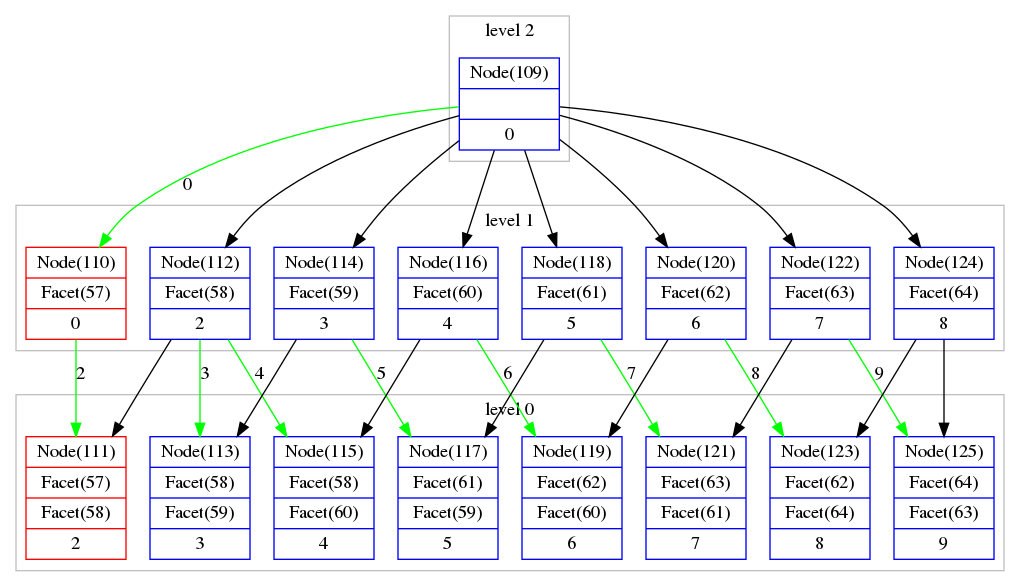 level 2
Node(109)
0
0
level 1
Node(110) Node(112) Node(114) Node(116) Node(118) Node(120) Node(122) Node(124)
Facet(57) Facet(58) Facet(59) Facet(60) Facet(61) Facet(62) Facet(63) Facet(64)
0 2 3 4 5 6 7 8
2 3 4 5 6 7 8 9
level 0
Node(111) Node(113) Node(115) Node(117) Node(119) Node(121) Node(123) Node(125)
Facet(57) Facet(58) Facet(58) Facet(61) Facet(62) Facet(63) Facet(62) Facet(64)
Facet(58) Facet(59) Facet(60) Facet(59) Facet(60) Facet(61) Facet(64) Facet(63)
2 3 4 5 6 7 8 9